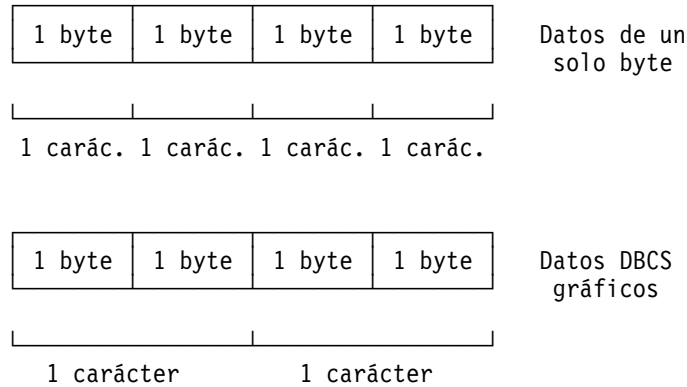 1 byte 1 byte 1 byte 1 byte Datos de un
solo byte
1 carác. 1 carác. 1 carác. 1 carác.
1 byte 1 byte 1 byte 1 byte Datos DBCS
gráficos
1 carácter 1 carácter